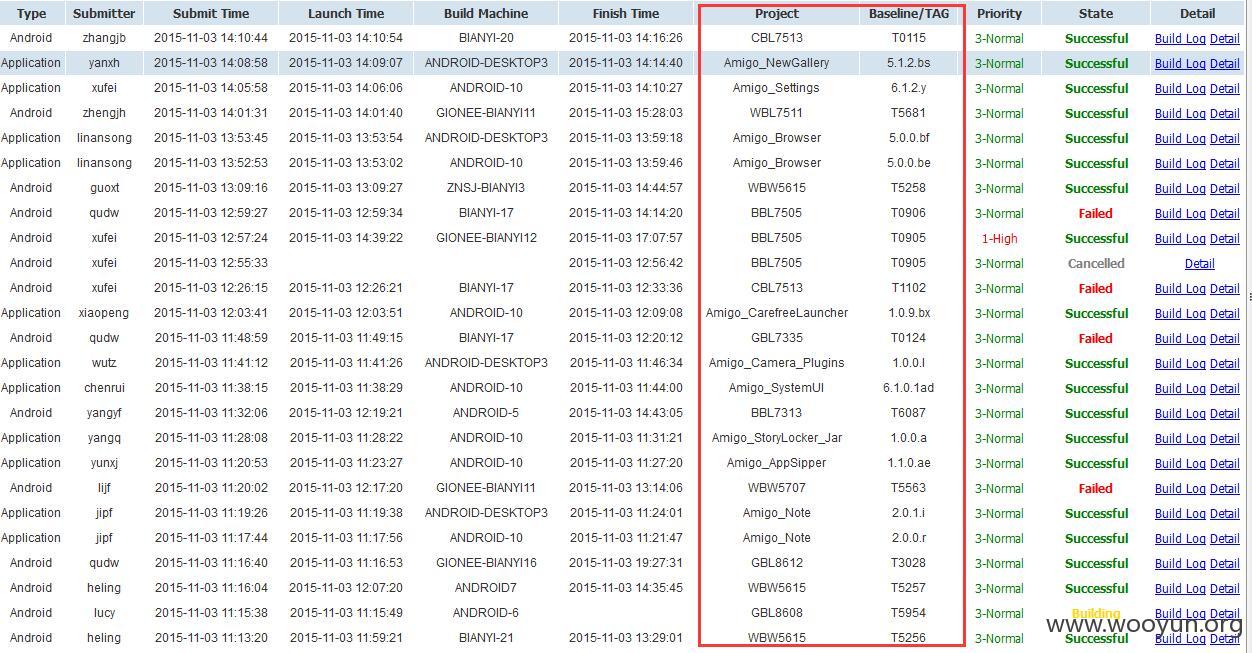 Type Submitter Submit Time Launch Time Build Machine Finish Time Project Baseline/TAG Priority State Detail
Android zhangjb 2015-11-03 14:10:44 2015-11-03 14:10:54 BIANYI-20 2015-11-03 14:16:26 CBL7513 T0115 3-Normal Successful Build Log Detail
Application yanxh 2015-11-03 14:08:58 2015-11-03 14:09:07 ANDROID-DESKTOP3 2015-11-03 14:14:40 Amigo_NewGallery 5.1.2.bs 3-Normal Successful Build Log Detail
Application xufei 2015-11-03 14:05:58 2015-11-03 14:06:06 ANDROID-10 2015-11-03 14:10:27 Amigo_Settings 6.1.2.y 3-Normal Successful Build Log Detail
Android zhengjh 2015-11-03 14:01:31 2015-11-03 14:01:40 GIONEE-BIANYI11 2015-11-03 15:28:03 WBL7511 T5681 3-Normal Successful Build Log Detail
Application linansong 2015-11-03 13:53:45 2015-11-03 13:53:54 ANDROID-DESKTOP3 2015-11-03 13:59:18 Amigo_Browser 5.0.0.bf 3-Normal Successful Build Log Detail
Application linansong 2015-11-03 13:52:53 2015-11-03 13:53:02 ANDROID-10 2015-11-03 13:59:46 Amigo_Browser 5.0.0.be 3-Normal Successful Build Log Detail
Android guoxt 2015-11-03 13:09:16 2015-11-03 13:09:27 ZNSJ-BIANYI3 2015-11-03 14:44:57 WBW5615 T5258 3-Normal Successful Build Log Detail
Android qudw 2015-11-03 12:59:27 2015-11-03 12:59:34 BIANYI-17 2015-11-03 14:14:20 BBL7505 T0906 3-Normal Failed Build Log Detail
Android xufei 2015-11-03 12:57:24 2015-11-03 14:39:22 GIONEE-BIANYI12 2015-11-03 17:07:57 BBL7505 T0905 1-High Successful Build Log Detail
Android xufei 2015-11-03 12:55:33 2015-11-03 12:56:42 BBL7505 T0905 3-Normal Cancelled Detail
Android xufei 2015-11-03 12:26:15 2015-11-03 12:26:21 BIANYI-17 2015-11-03 12:33:36 CBL7513 T1102 3-Normal Failed Build Log Detail
Application xiaopeng 2015-11-03 12:03:41 2015-11-03 12:03:51 ANDROID-10 2015-11-03 12:09:08 Amigo_CarefreeLauncher 1.0.9.bx 3-Normal Successful Build Log Detail
Android qudw 2015-11-03 11:48:59 2015-11-03 11:49:15 BIANYI-17 2015-11-03 12:20:12 GBL7335 T0124 3-Normal Failed Build Log Detail
Application wutz 2015-11-03 11:41:12 2015-11-03 11:41:26 ANDROID-DESKTOP3 2015-11-03 11:46:34 Amigo_Camera_Plugins 1.0.0.l 3-Normal Successful Build Log Detail
Application chenrui 2015-11-03 11:38:15 2015-11-03 11:38:29 ANDROID-10 2015-11-03 11:44:00 Amigo_SystemUI 6.1.0.1ad 3-Normal Successful Build Log Detail
Android yangyf 2015-11-03 11:32:06 2015-11-03 12:19:21 ANDROID-5 2015-11-03 14:43:05 BBL7313 T6087 3-Normal Successful Build Log Detail
Application yangq 2015-11-03 11:28:08 2015-11-03 11:28:22 ANDROID-10 2015-11-03 11:31:21 Amigo_StoryLocker_Jar 1.0.0.a 3-Normal Successful Build Log Detail
Application yunxj 2015-11-03 11:20:53 2015-11-03 11:23:27 ANDROID-10 2015-11-03 11:27:20 Amigo_AppSipper 1.1.0.ae 3-Normal Successful Build Log Detail
Android lijf 2015-11-03 11:20:02 2015-11-03 12:17:20 GIONEE-BIANYI11 2015-11-03 13:14:06 WBW5707 T5563 3-Normal Failed Build Log Detail
Application jipf 2015-11-03 11:19:26 2015-11-03 11:19:38 ANDROID-DESKTOP3 2015-11-03 11:24:01 Amigo_Note 2.0.1.i 3-Normal Successful Build Log Detail
Application jipf 2015-11-03 11:17:44 2015-11-03 11:17:56 ANDROID-10 2015-11-03 11:21:47 Amigo_Note 2.0.0.r 3-Normal Successful Build Log Detail
Android qudw 2015-11-03 11:16:40 2015-11-03 11:16:53 GIONEE-BIANYI16 2015-11-03 19:27:31 GBL8612 T3028 3-Normal Successful Build Log Detail
Android heling 2015-11-03 11:16:04 2015-11-03 12:07:20 ANDROID7 2015-11-03 14:35:45 WBW5615 T5257 3-Normal Successful Build Log Detail
Android lucy 2015-11-03 11:15:38 2015-11-03 11:15:49 ANDROID-6 GBL8608 T5954 3-Normal Building Build Log Detail
Android heling 2015-11-03 11:13:20 2015-11-03 11:59:21 BIANYI-21 2015-11-03 13:29:01 WBW5615 T5256 3-Normal Successful Build Log Detail
www.wooyun.org